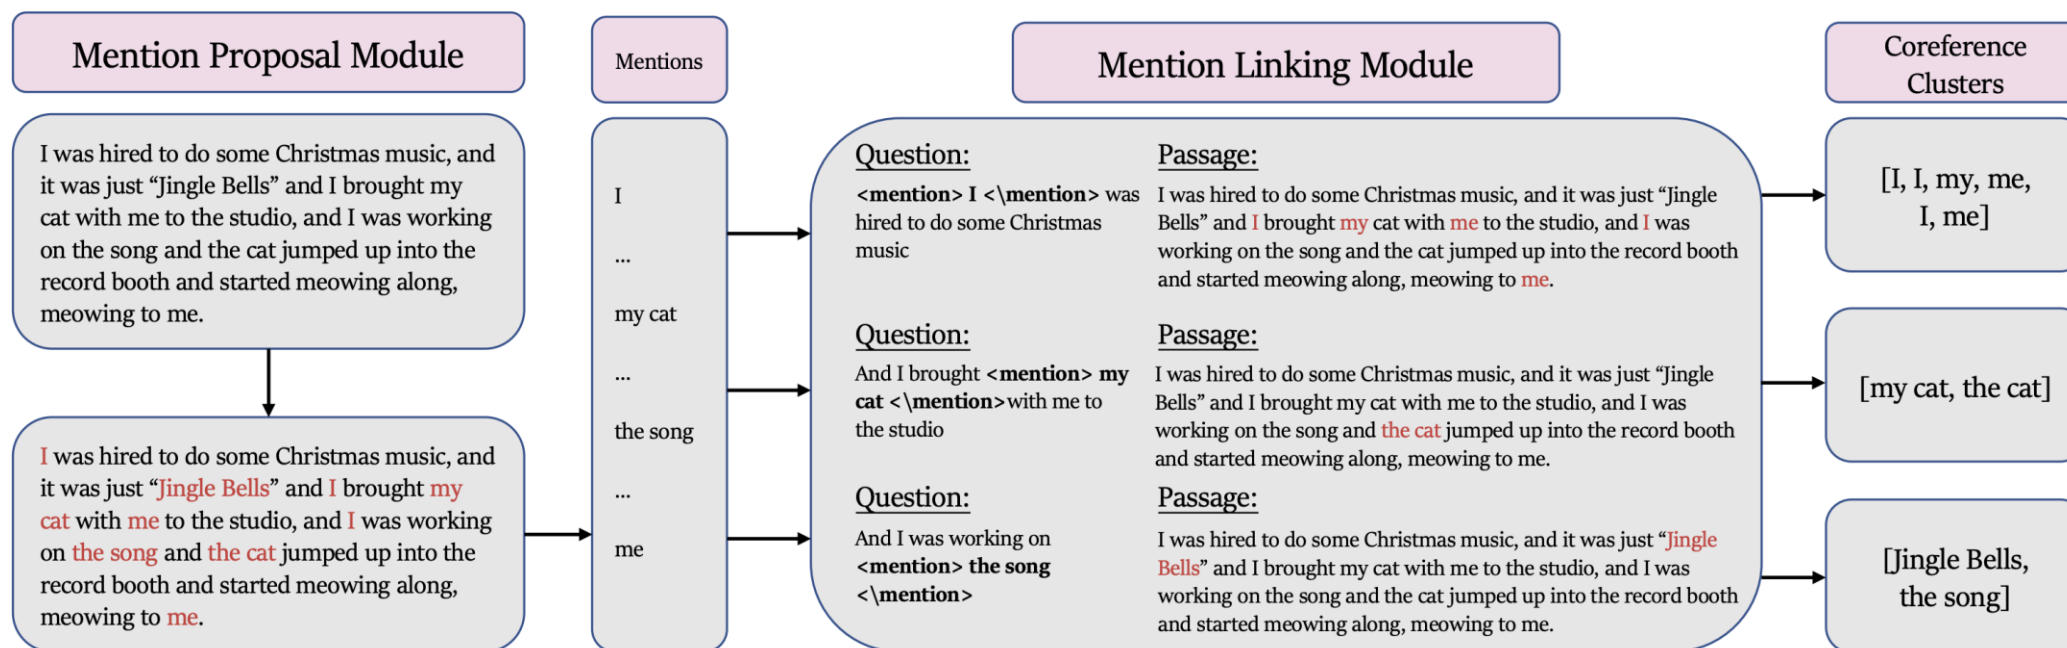 Mention Proposal Module
I was hired to do some Christmas music, and
it was just “Jingle Bells” and I brought my
cat with me to the studio, and I was working
on the song and the cat jumped up into the
record booth and started meowing along,
meowing to me.
I was hired to do some Christmas music, and
it was just “Jingle Bells” and I brought my
cat with me to the studio, and I was working
on the song and the cat jumped up into the
record booth and started meowing along,
meowing to me.
Mentions
I
...
my cat
...
the song
...
me
Mention Linking Module
Question:
<mention> I <\mention> was
hired to do some Christmas
music
Passage:
I was hired to do some Christmas music, and it was just “Jingle
Bells” and I brought my cat with me to the studio, and I was
working on the song and the cat jumped up into the record booth
and started meowing along, meowing to me.
Question:
And I brought <mention> my
cat <\mention>with me to
the studio
Passage:
I was hired to do some Christmas music, and it was just “Jingle
Bells” and I brought my cat with me to the studio, and I was
working on the song and the cat jumped up into the record booth
and started meowing along, meowing to me.
Question:
And I was working on
<mention> the song
<\mention>
Passage:
I was hired to do some Christmas music, and it was just “Jingle
Bells” and I brought my cat with me to the studio, and I was
working on the song and the cat jumped up into the record booth
and started meowing along, meowing to me.
Coreference
Clusters
[I, I, my, me,
I, me]
[my cat, the cat]
[Jingle Bells,
the song]